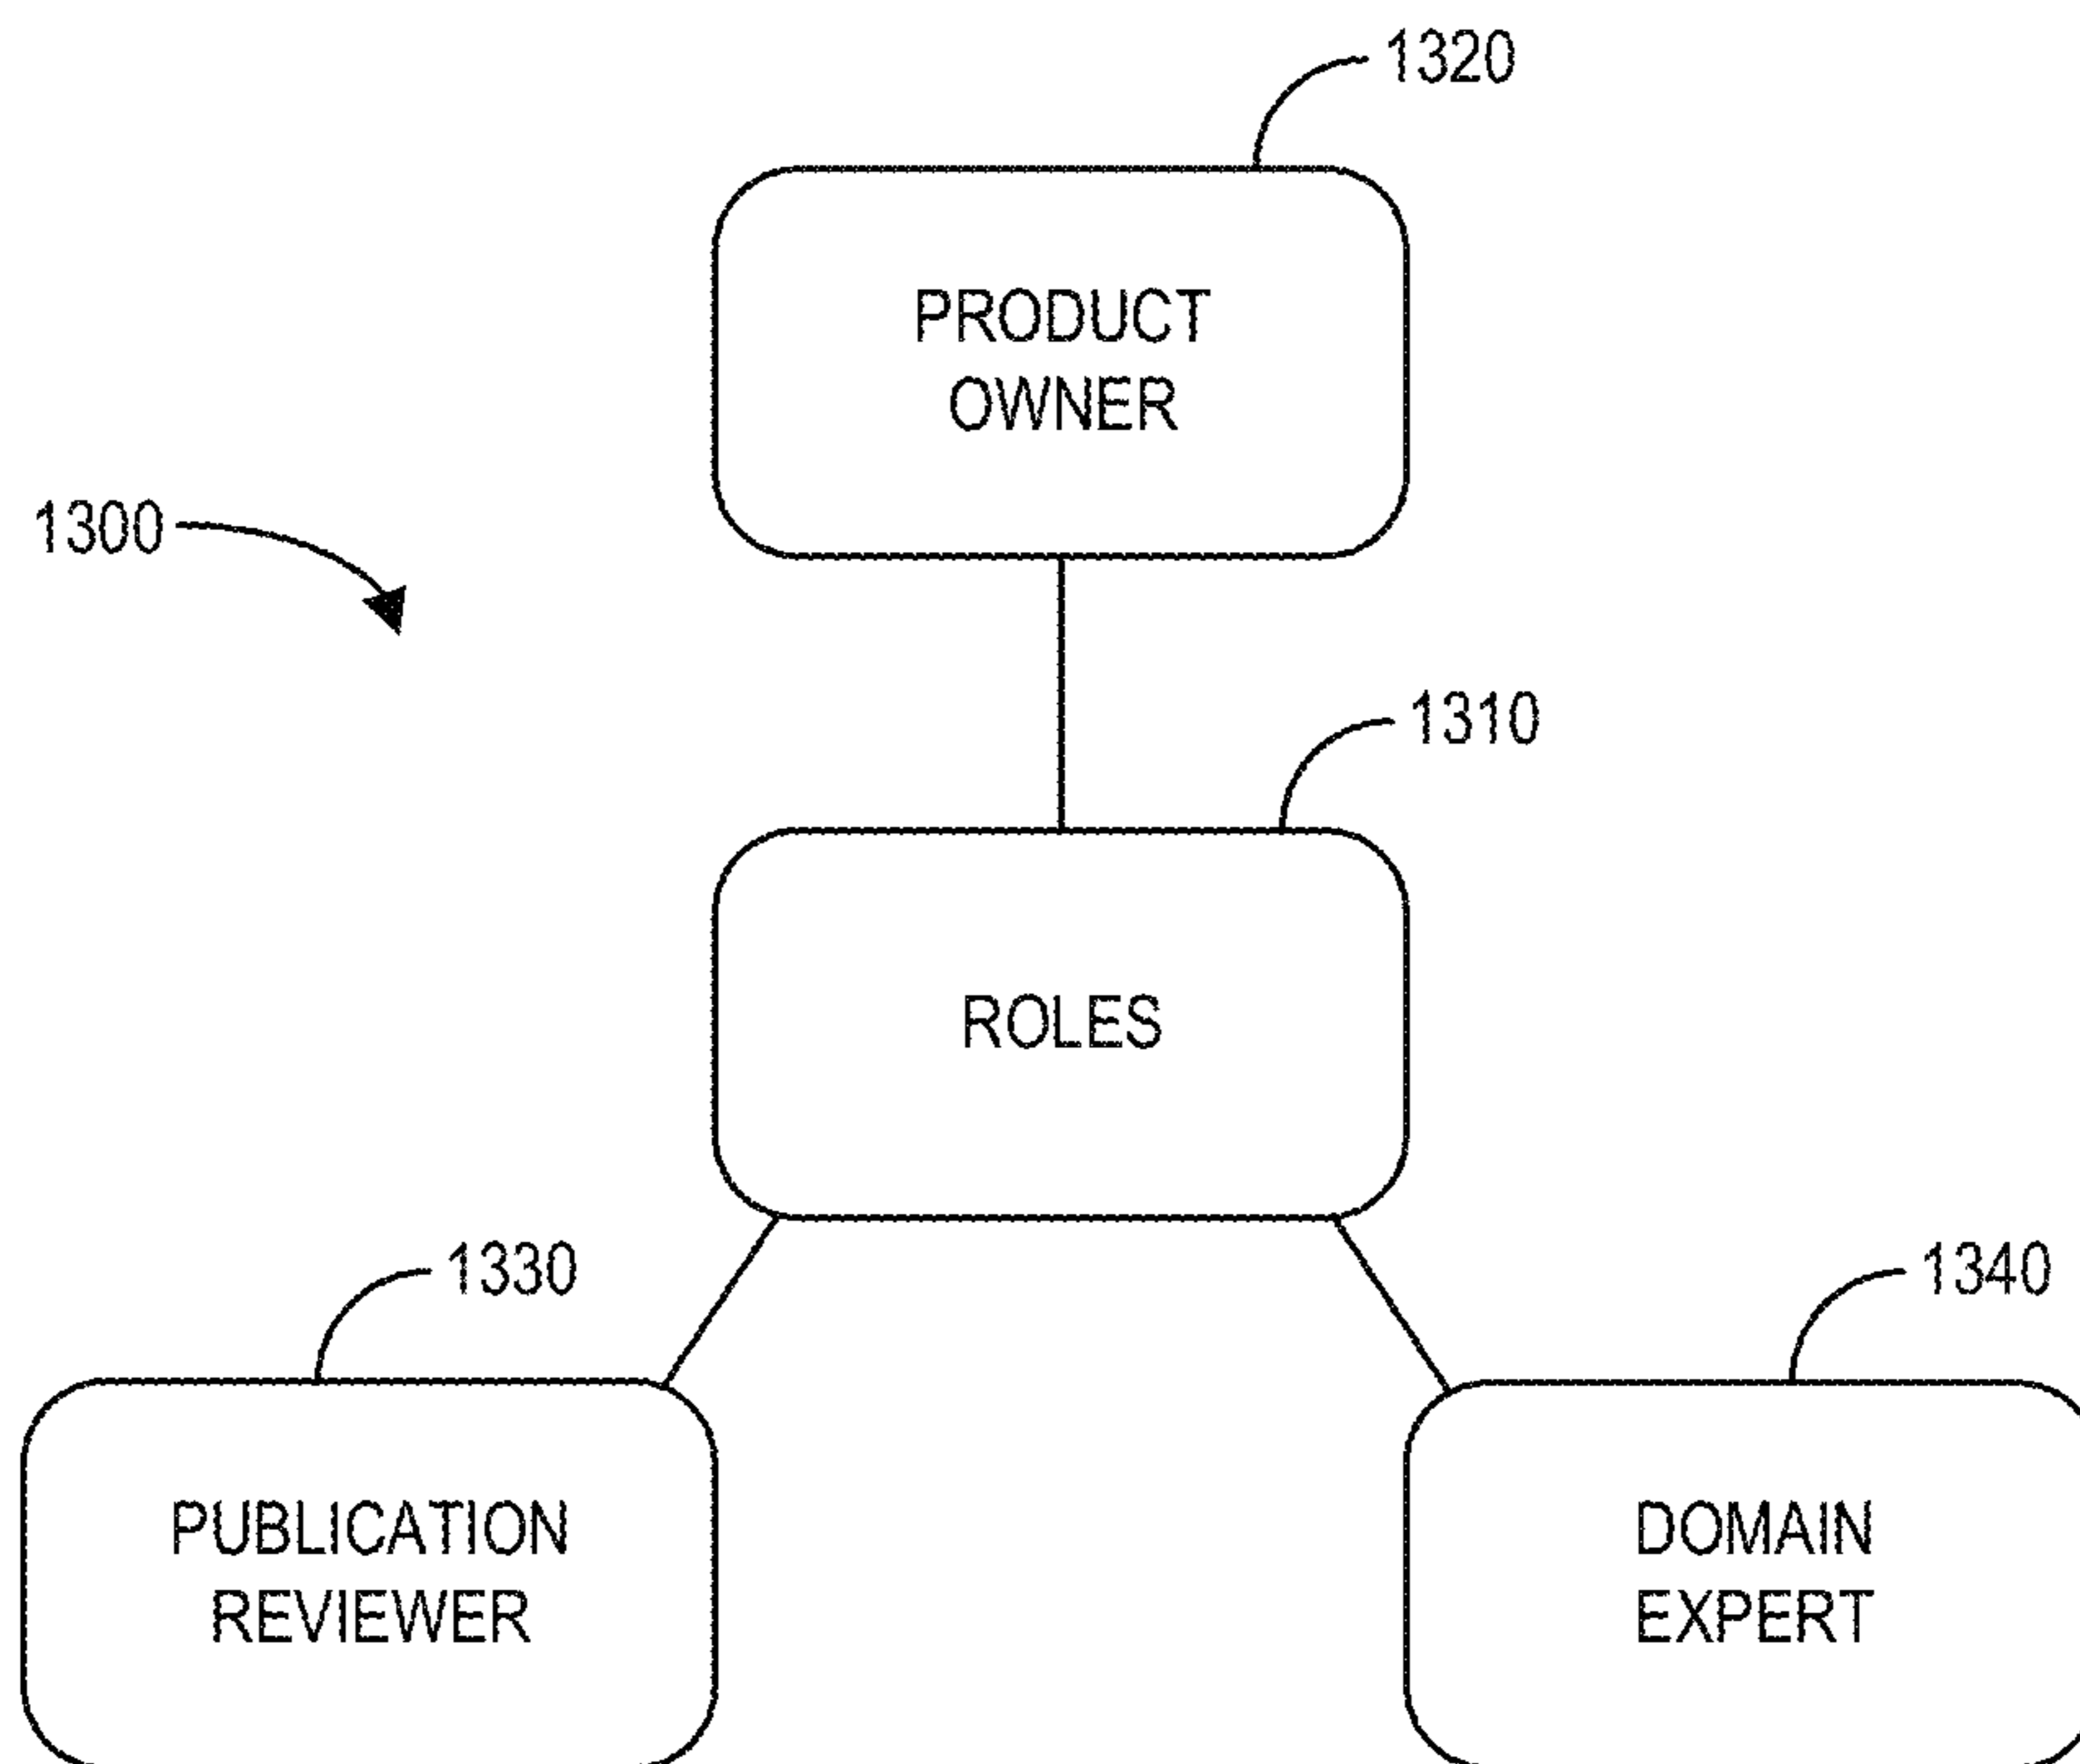 1320
PRODUCT
OWNER
1300
1310
ROLES
1330
1340
PUBLICATION
REVIEWER
DOMAIN
EXPERT